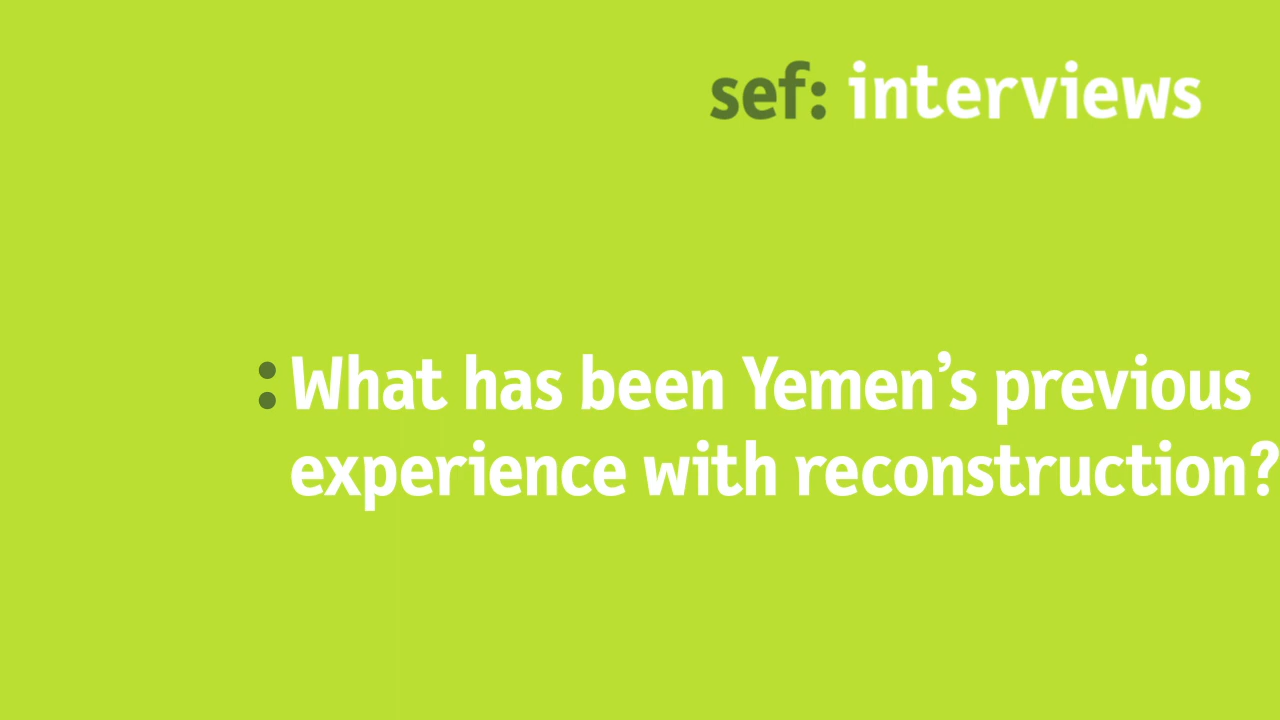 sef: interviews
: What has been Yemen’s previous
experience with reconstruction?